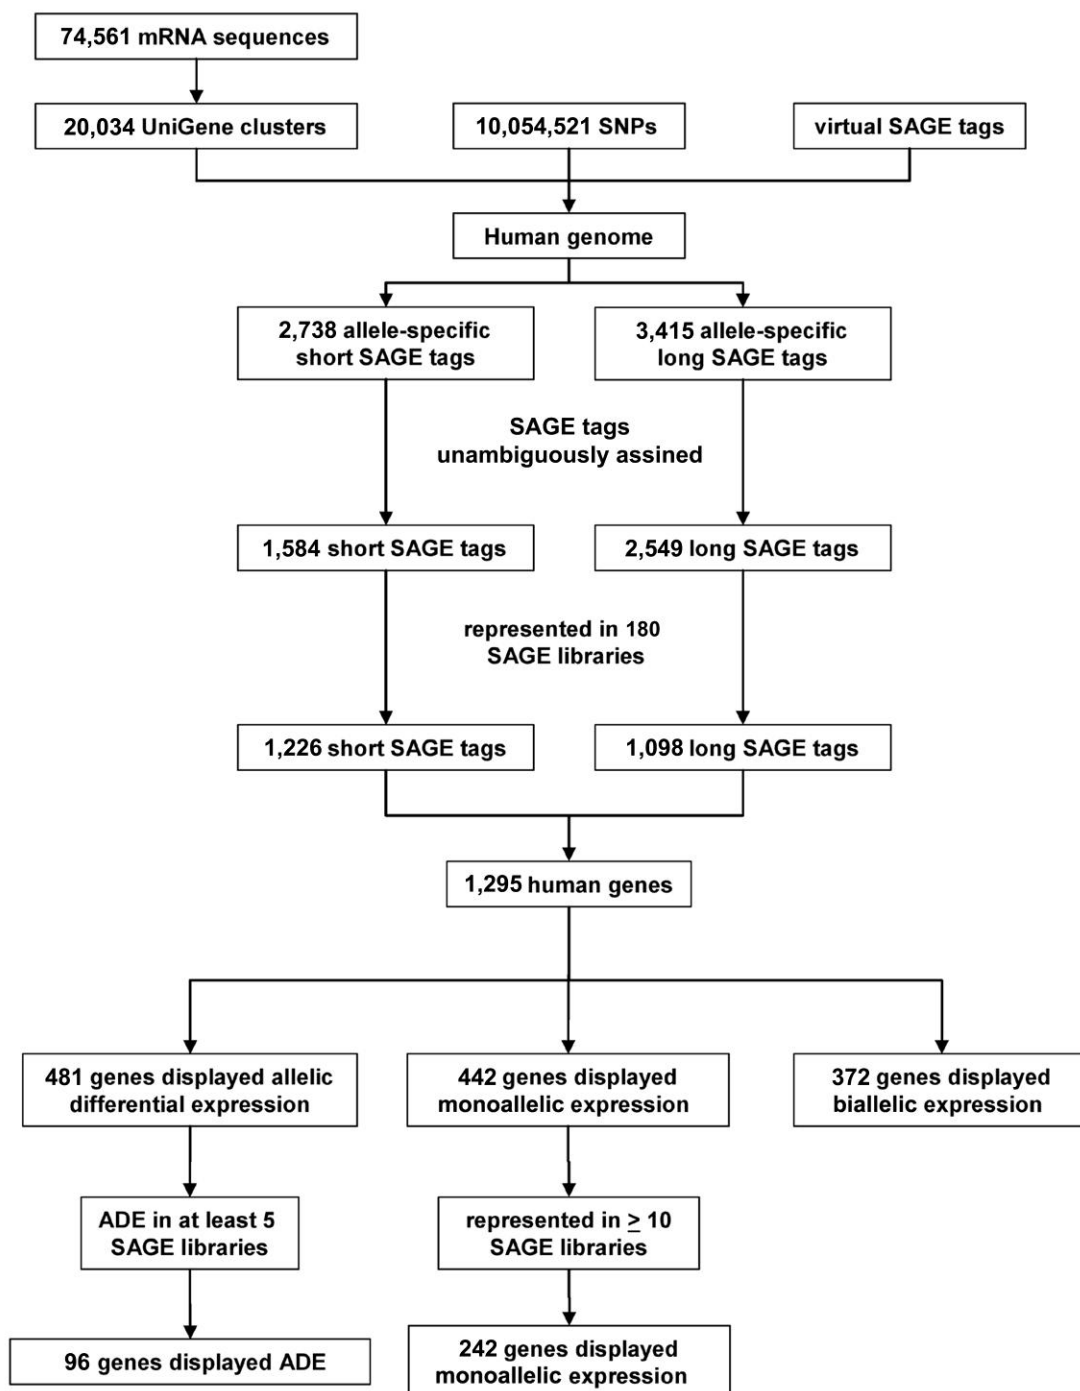 74,561 mRNA sequences
20,034 UniGene clusters
10,054,521 SNPs
virtual SAGE tags
Human genome
2,738 allele-specific
short SAGE tags
3,415 allele-specific
long SAGE tags
SAGE tags
unambiguously assined
1,584 short SAGE tags
2,549 long SAGE tags
represented in 180
SAGE libraries
1,226 short SAGE tags
1,098 long SAGE tags
1,295 human genes
481 genes displayed allelic
differential expression
442 genes displayed
monoallelic expression
372 genes displayed
biallelic expression
ADE in at least 5
SAGE libraries
represented in ≥ 10
SAGE libraries
96 genes displayed ADE
242 genes displayed
monoallelic expression